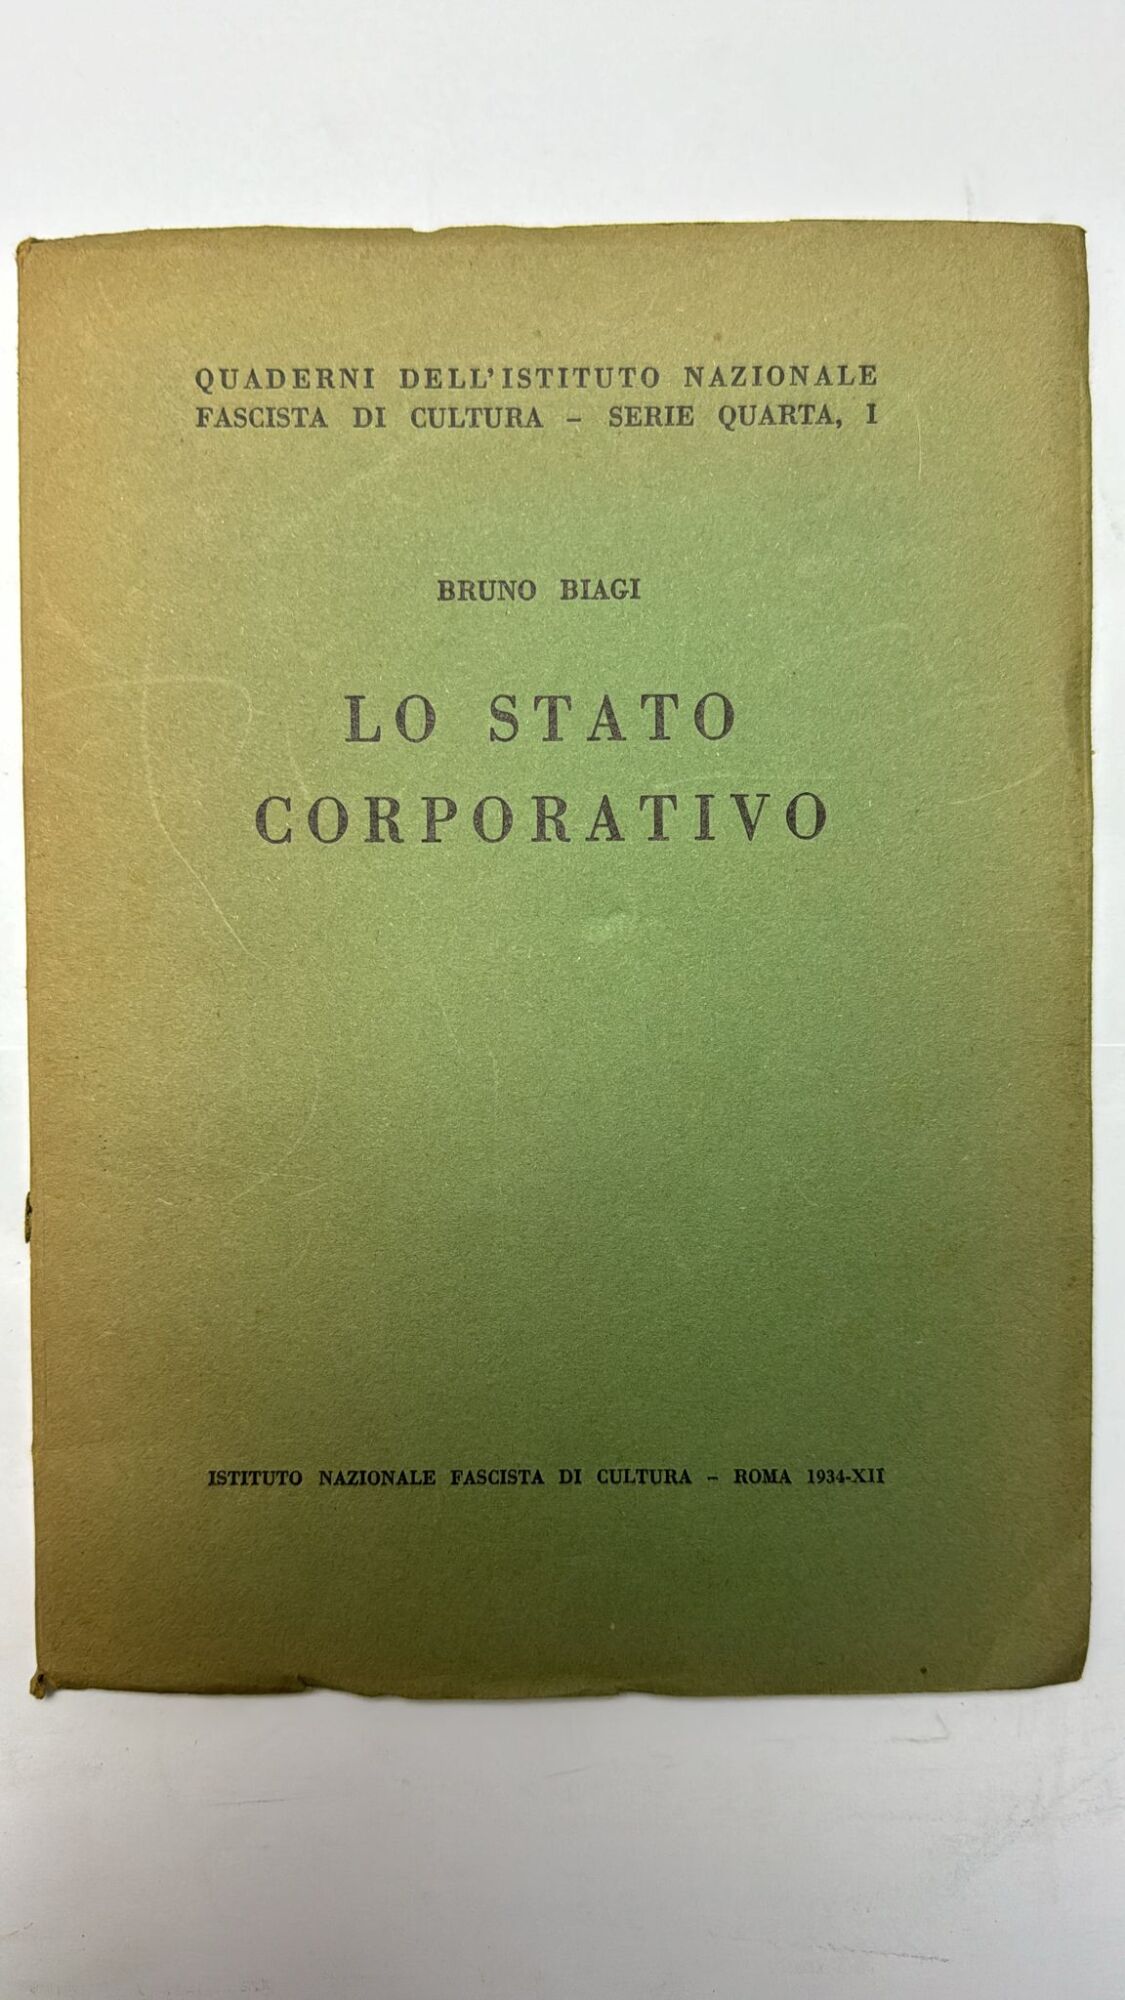 QUADERNI DELL'ISTITUTO NAZIONALE
FASCISTA DI CULTURA – SERIE QUARTA, I
BRUNO BIAGI
LO STATO
CORPORATIVO
ISTITUTO NAZIONALE FASCISTA DI CULTURA – ROMA 1934-XII